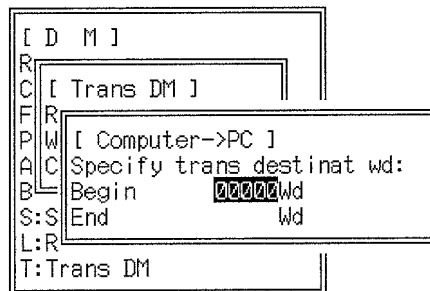 [ D M ]
R
C [ Trans DM ]
F R
P W [ Computer->PC ]
A C Specify trans destinat wd:
B Begin 00000Wd
S:S End Wd
L:R
T:Trans DM